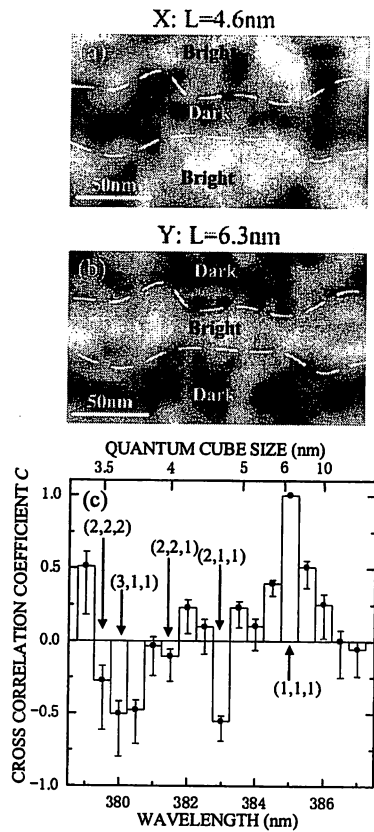 X: L=4.6nm
(a)
Bright
Dark
Bright
50nm
Y: L=6.3nm
(b)
Dark
Bright
Dark
50nm
QUANTUM CUBE SIZE (nm)
3.5 4 5 6 10
(c)
CROSS CORRELATION COEFFICIENT C
1.0
0.5
0.0
-0.5
-1.0
(2,2,2)
(3,1,1)
(2,2,1)
(2,1,1)
(1,1,1)
380 382 384 386
WAVELENGTH (nm)